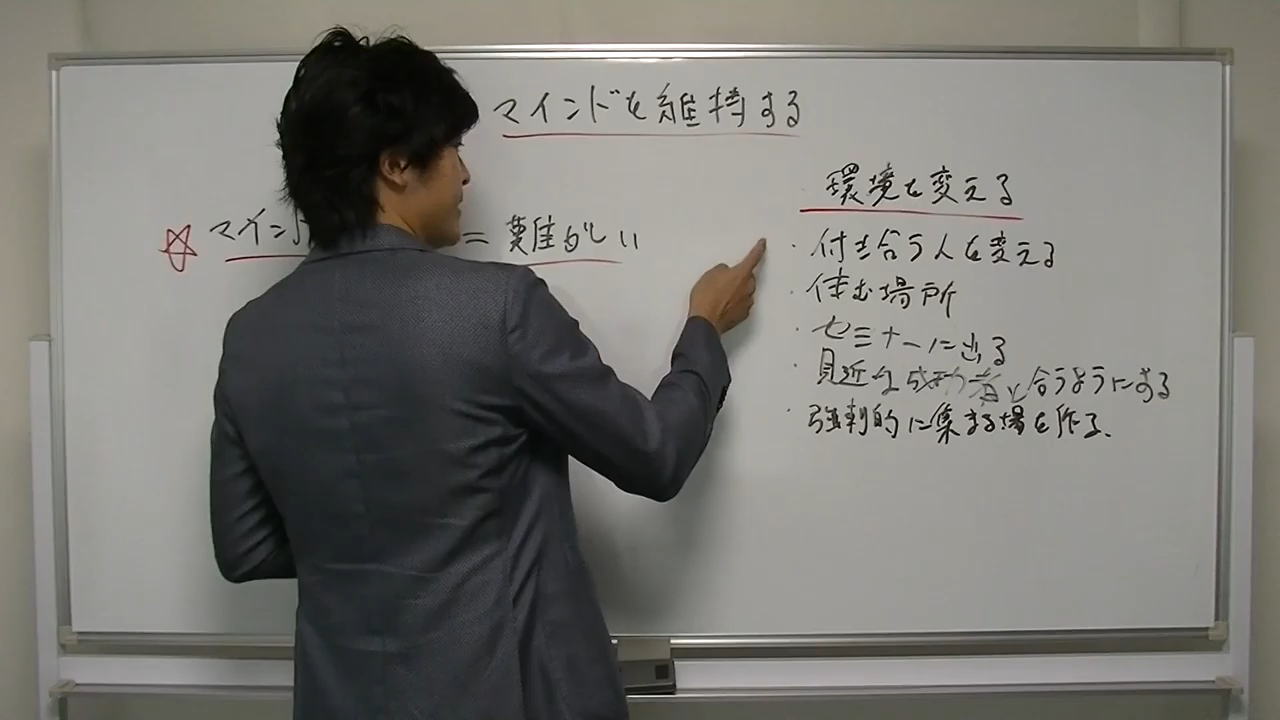 マインドを維持する
マイン = 難がしい
環境を変える
・付き合う人を変える
・住む場所
・セミナーに出る
・見近な成功者と合うようにする
・強制的に集まる場を作る、